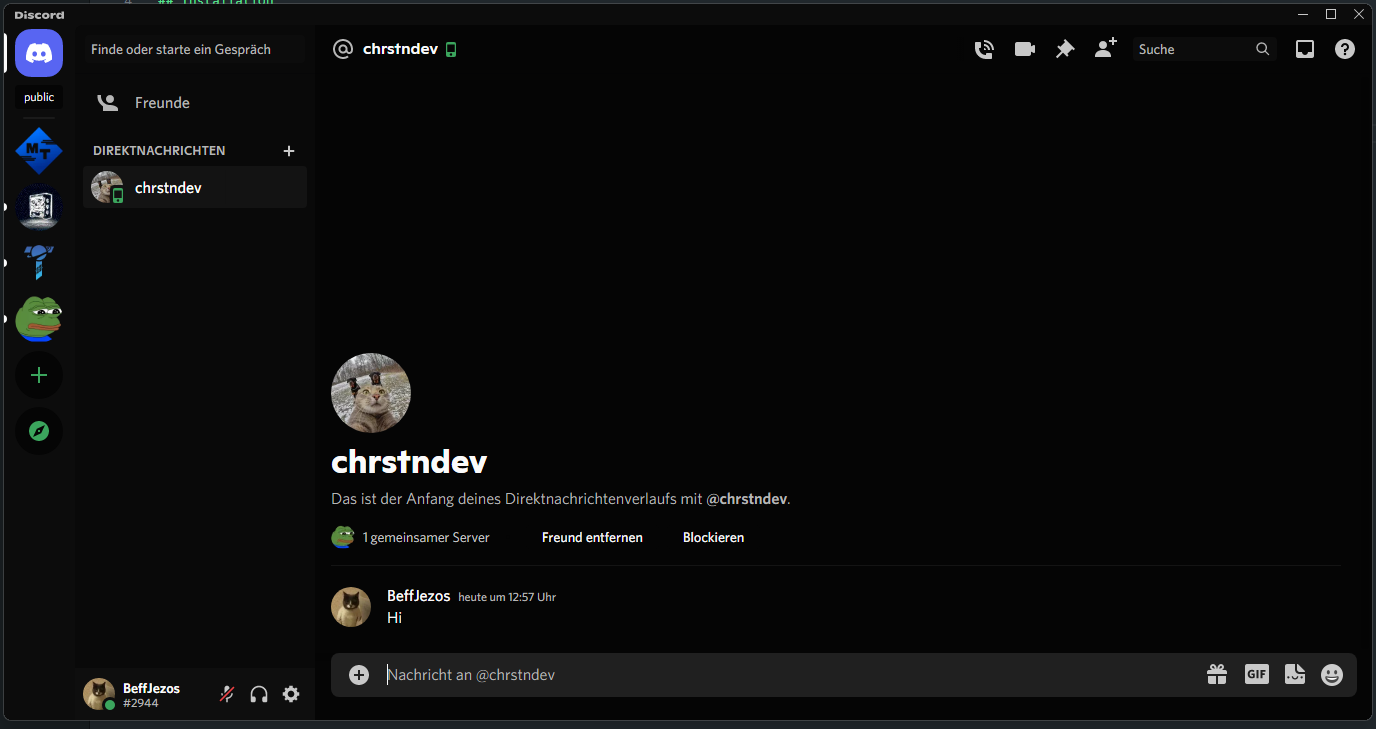 # ## Installation
Discord
Finde oder starte ein Gespräch
chrstndev
Suche
public
Freunde
DIREKTNACHRICHTEN
MT
chrstndev
chrstndev
Das ist der Anfang deines Direktnachrichtenverlaufs mit @chrstndev.
1 gemeinsamer Server Freund entfernen Blockieren
BeffJezos heute um 12:57 Uhr
Hi
Nachricht an @chrstndev
GIF
BeffJezos
#2944